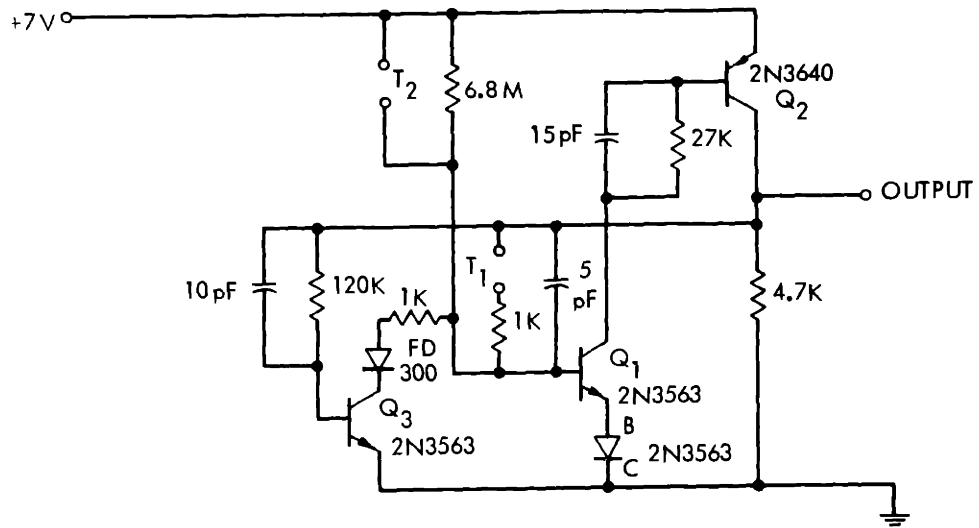 +7V
T2
6.8 M
2N3640
Q2
15 pF
27K
OUTPUT
10 pF
120K
T1
5
pF
4.7K
1K
1K
FD
300
Q1
2N3563
Q3
2N3563
B
C
2N3563